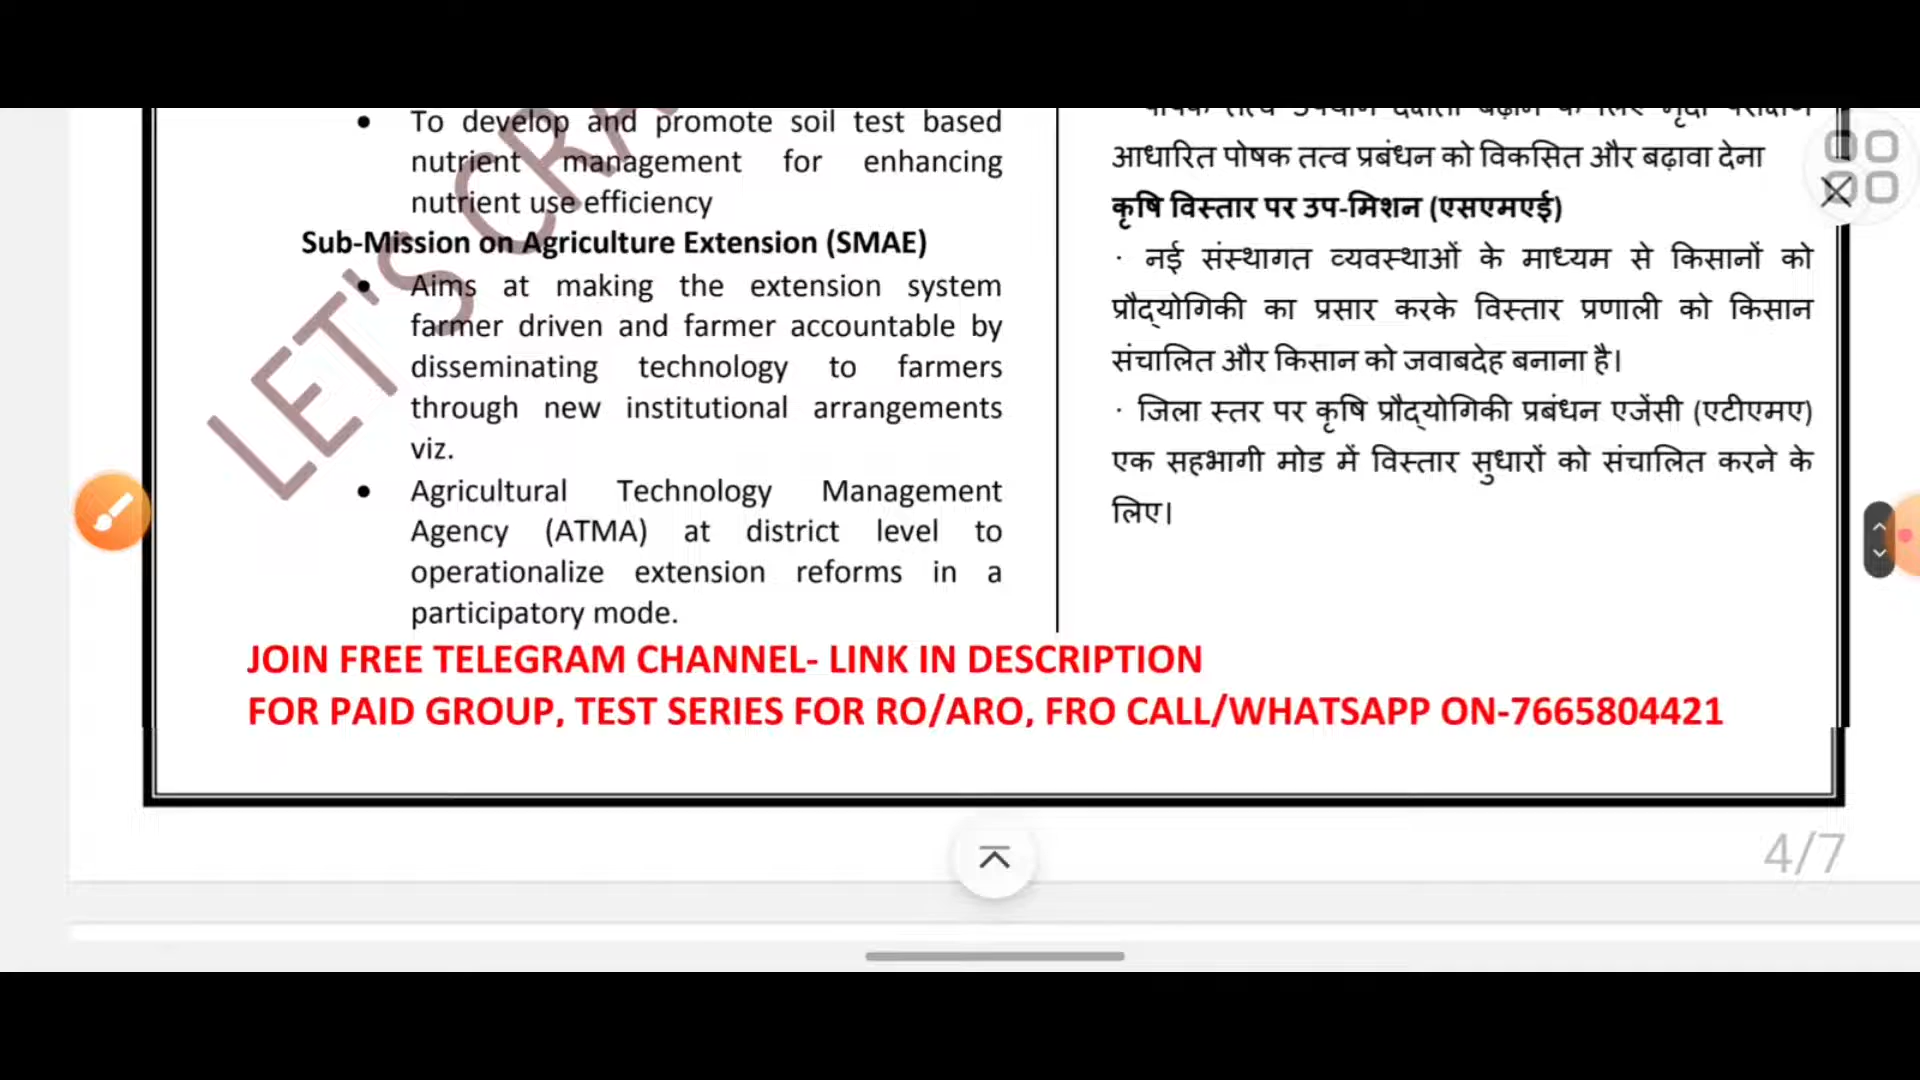 To develop and promote soil test based
nutrient management for enhancing
nutrient use efficiency
Sub-Mission on Agriculture Extension (SMAE)
Aims at making the extension system
farmer driven and farmer accountable by
disseminating technology to farmers
through new institutional arrangements
viz.
Agricultural Technology Management
Agency (ATMA) at district level to
operationalize extension reforms in a
participatory mode.
आधारित पोषक तत्व प्रबंधन को विकसित और बढ़ावा देना
कृषि विस्तार पर उप-मिशन (एसएमएई)
· नई संस्थागत व्यवस्थाओं के माध्यम से किसानों को
प्रौद्योगिकी का प्रसार करके विस्तार प्रणाली को किसान
संचालित और किसान को जवाबदेह बनाना है।
· जिला स्तर पर कृषि प्रौद्योगिकी प्रबंधन एजेंसी (एटीएमए)
एक सहभागी मोड में विस्तार सुधारों को संचालित करने के
लिए।
LET'S CRA
JOIN FREE TELEGRAM CHANNEL- LINK IN DESCRIPTION
FOR PAID GROUP, TEST SERIES FOR RO/ARO, FRO CALL/WHATSAPP ON-7665804421
4/7